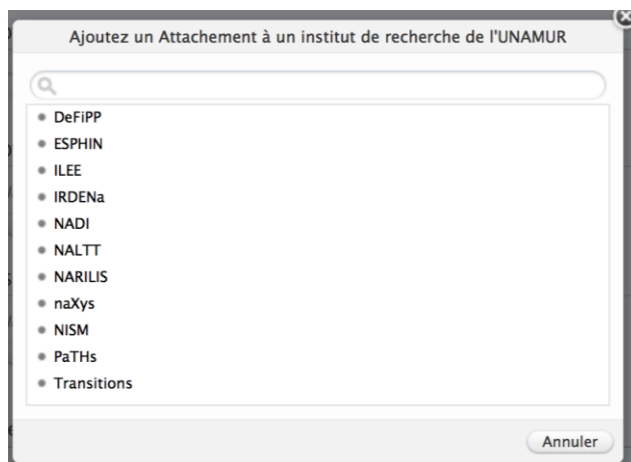 Ajoutez un Attachement à un institut de recherche de l'UNAMUR
DeFiPP
ESPHIN
ILEE
IRDENa
NADI
NALTT
NARILIS
naXys
NISM
PaTHs
Transitions
Annuler